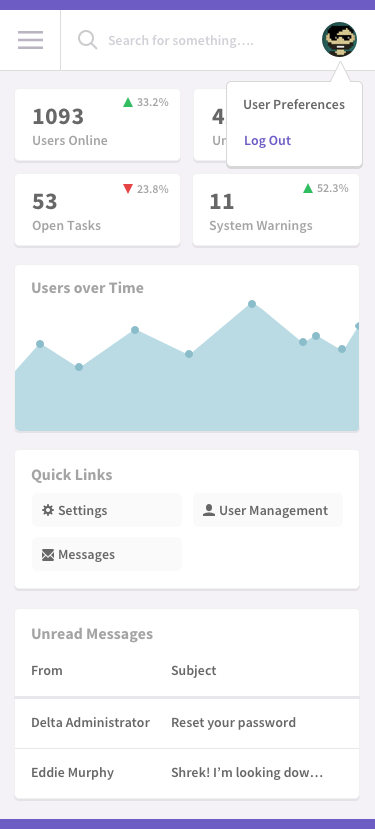 Search for something....
User Preferences
Log Out
1093
33.2%
Users Online
4
53
23.8%
Open Tasks
11
52.3%
System Warnings
Users over Time
Quick Links
Settings
User Management
Messages
Unread Messages
From Subject
Delta Administrator Reset your password
Eddie Murphy Shrek! I'm looking dow...